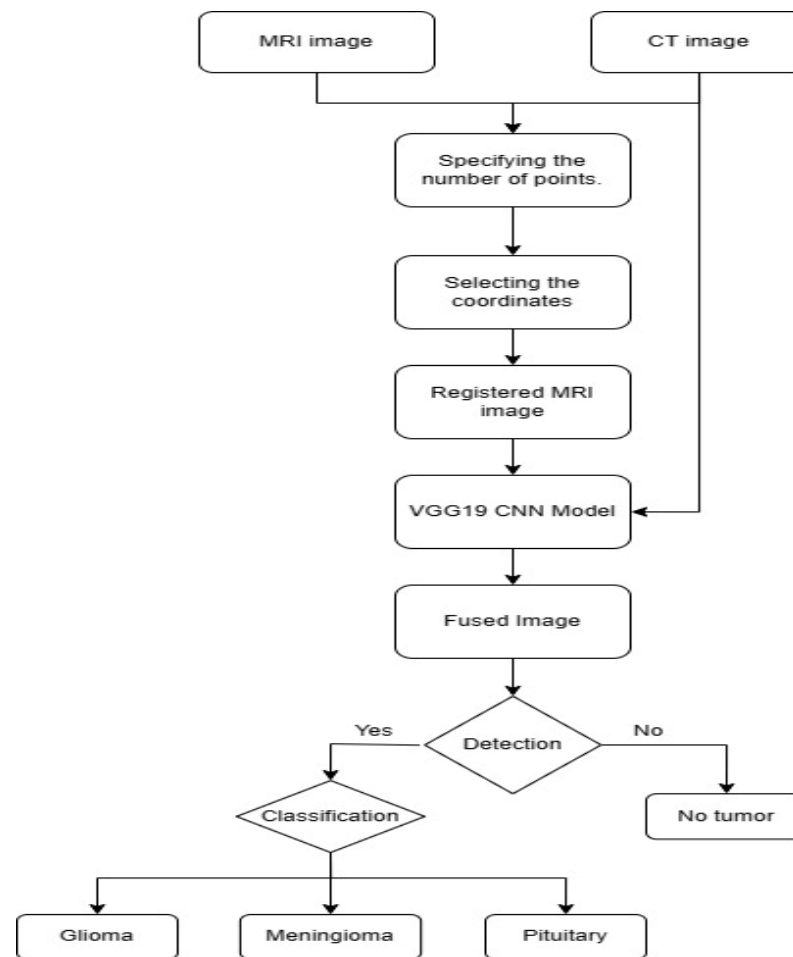 MRI image
CT image
Specifying the
number of points.
Selecting the
coordinates
Registered MRI
image
VGG19 CNN Model
Fused Image
Yes
Detection
No
Classification
No tumor
Glioma
Meningioma
Pituitary